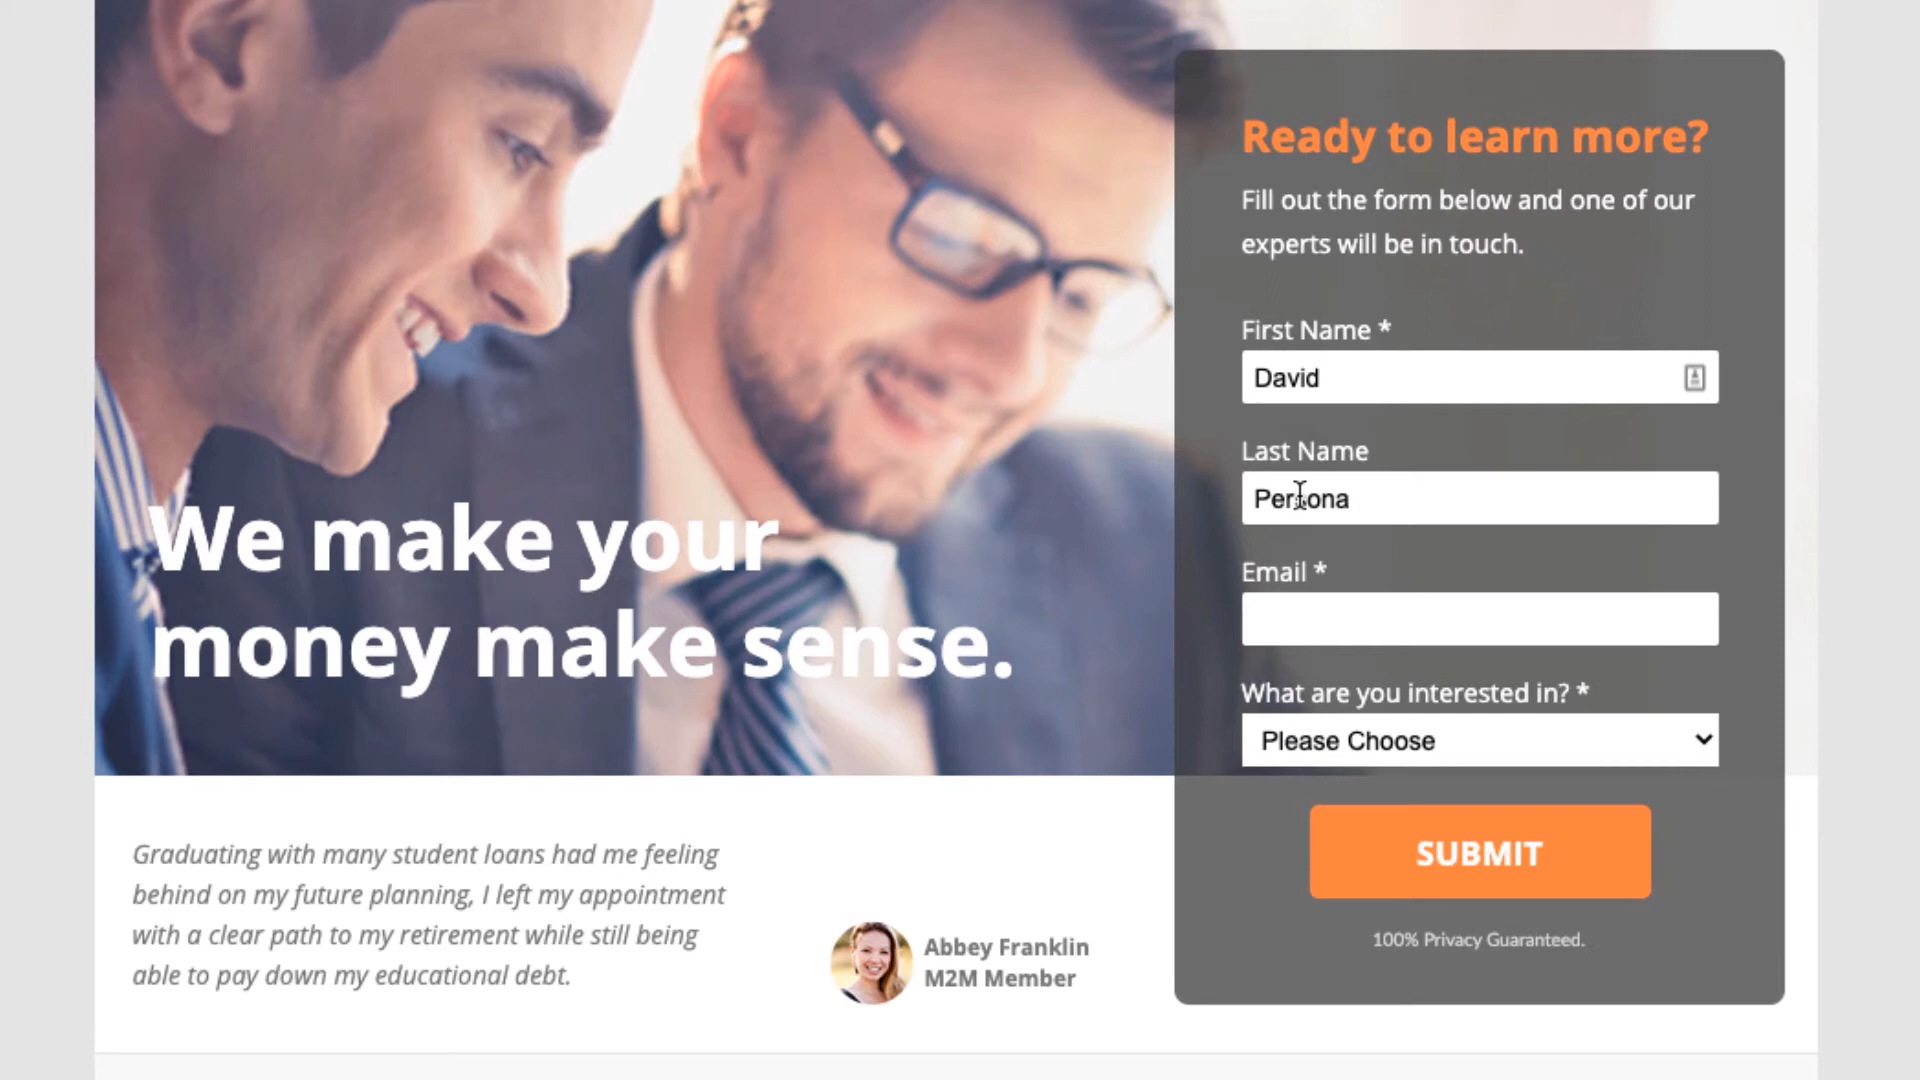 We make your
money make sense.
Graduating with many student loans had me feeling
behind on my future planning, I left my appointment
with a clear path to my retirement while still being
able to pay down my educational debt.
Abbey Franklin
M2M Member
Ready to learn more?
Fill out the form below and one of our
experts will be in touch.
First Name *
David
Last Name
Persona
Email *
What are you interested in? *
Please Choose
SUBMIT
100% Privacy Guaranteed.